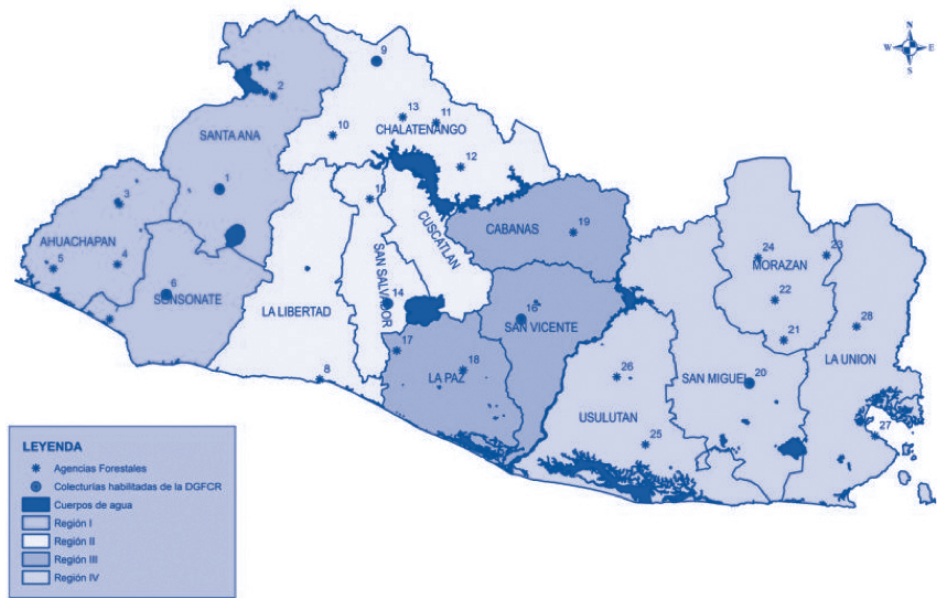 N
W E
S
9
2
13
11
10
CHALATENANGO
SANTA ANA
12
1
15
3
CUSCATLAN
CABANAS
19
AHUACHAPAN
5
4
SAN SALVADOR
24
23
MORAZAN
6
SONSONATE
14
16
22
LA LIBERTAD
SAN VICENTE
28
21
17
LA UNION
18
LA PAZ
26
SAN MIGUEL
20
8
USULUTAN
25
27
LEYENDA
Agencias Forestales
Colecturías habilitadas de la DGFCR
Cuerpos de agua
Región I
Región II
Región III
Región IV